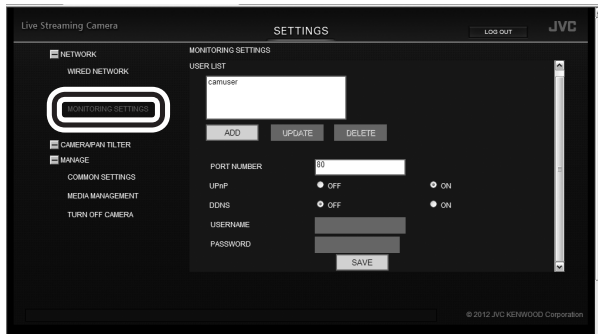 Live Streaming Camera
SETTINGS
LOG OUT
JVC
NETWORK
WIRED NETWORK
MONITORING SETTINGS
CAMERA/PAN TILTER
MANAGE
COMMON SETTINGS
MEDIA MANAGEMENT
TURN OFF CAMERA
MONITORING SETTINGS
USER LIST
camuser
ADD UPDATE DELETE
PORT NUMBER 80
UPnP OFF ON
DDNS OFF ON
USERNAME
PASSWORD
SAVE
© 2012 JVC KENWOOD Corporation